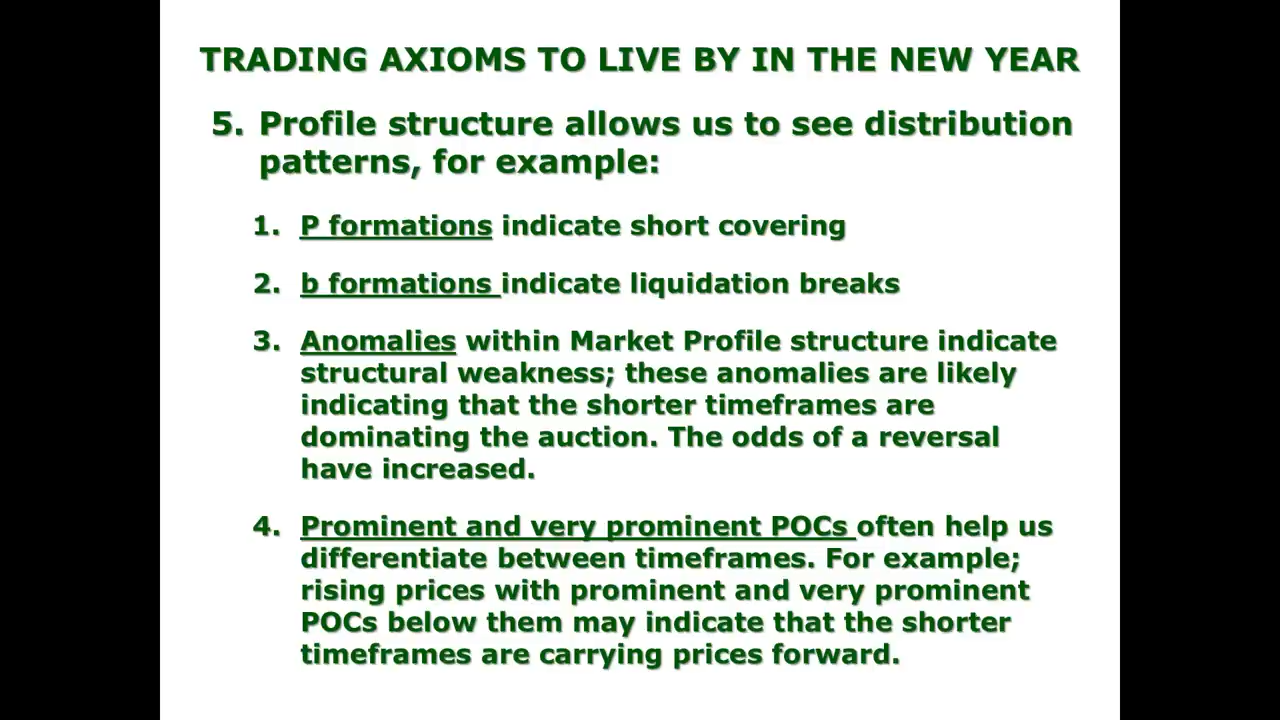 TRADING AXIOMS TO LIVE BY IN THE NEW YEAR
5. Profile structure allows us to see distribution
patterns, for example:
1. P formations indicate short covering
2. b formations indicate liquidation breaks
3. Anomalies within Market Profile structure indicate
structural weakness; these anomalies are likely
indicating that the shorter timeframes are
dominating the auction. The odds of a reversal
have increased.
4. Prominent and very prominent POCs often help us
differentiate between timeframes. For example;
rising prices with prominent and very prominent
POCs below them may indicate that the shorter
timeframes are carrying prices forward.